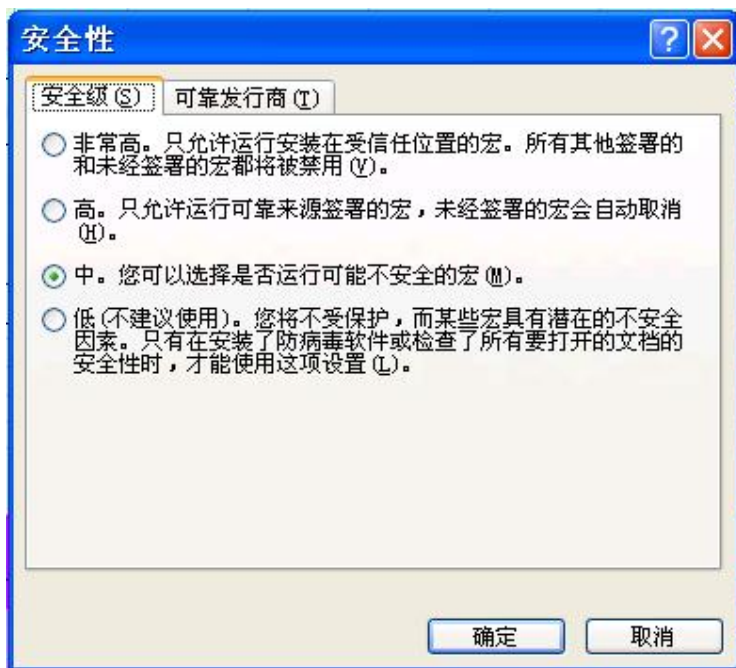 安全性
安全级(S)
可靠发行商(T)
非常高。只允许运行安装在受信任位置的宏。所有其他签署的
和未经签署的宏都将被禁用(V)。
高。只允许运行可靠来源签署的宏，未经签署的宏会自动取消
(H)。
中。您可以选择是否运行可能不安全的宏(M)。
低(不建议使用)。您将不受保护，而某些宏具有潜在的不安全
因素。只有在安装了防病毒软件或检查了所有要打开的文档的
安全性时，才能使用这项设置(L)。
确定
取消